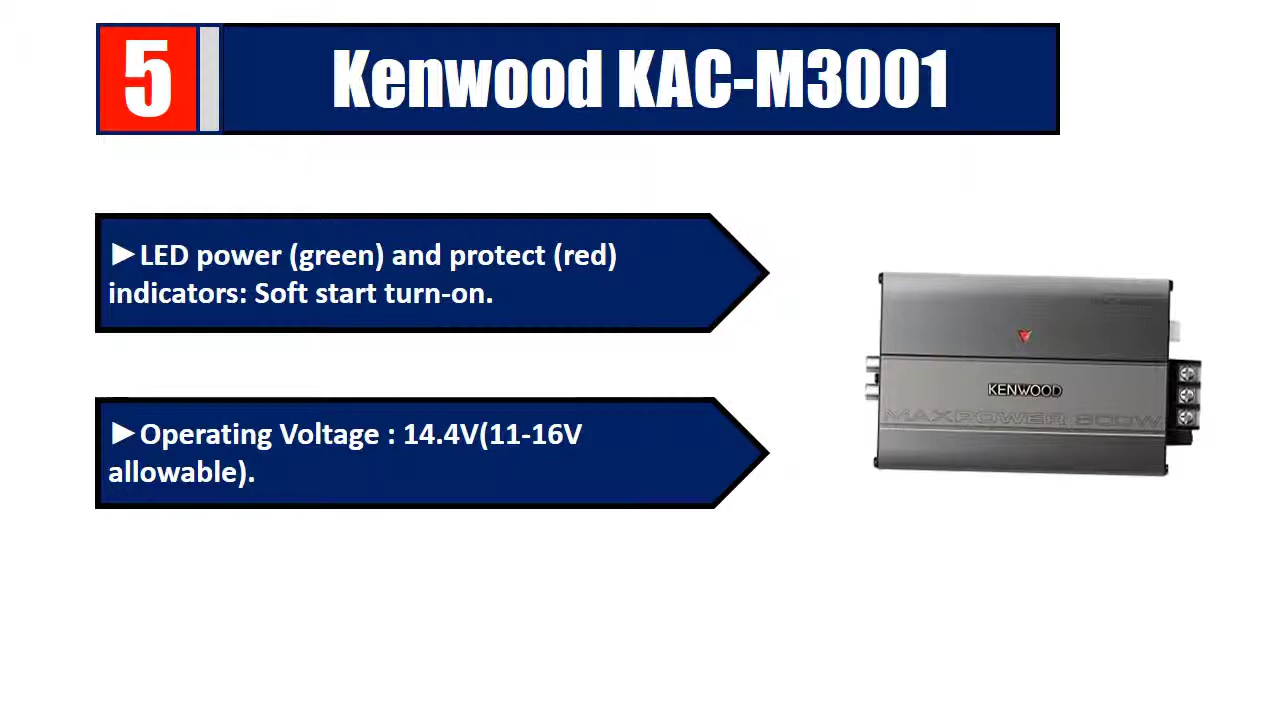 5
Kenwood KAC-M3001
►LED power (green) and protect (red)
indicators: Soft start turn-on.
►Operating Voltage : 14.4V(11-16V
allowable).
KENWOOD
MAXPOWER 600W